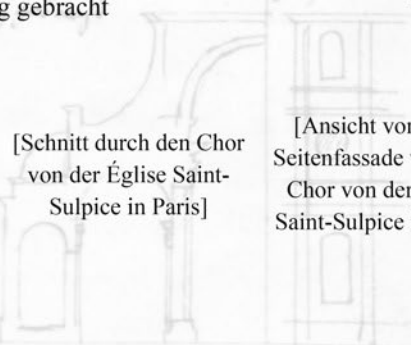 g gebracht
[Schnitt durch den Chor
von der Église Saint-
Sulpice in Paris]
[Ansicht vor
Seitenfassade
Chor von der
Saint-Sulpice